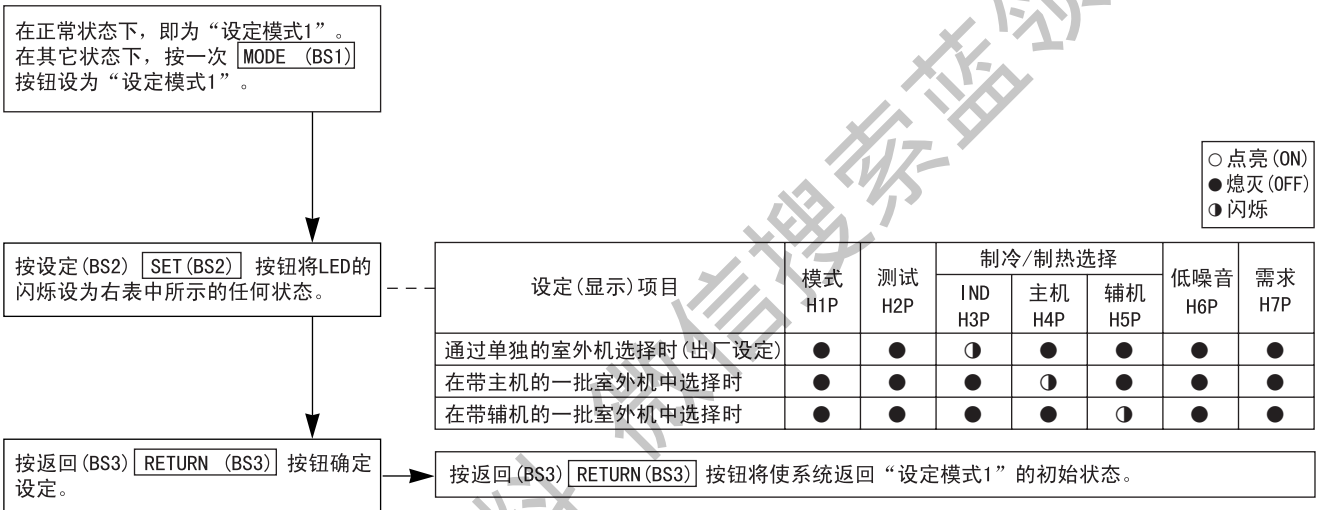 在正常状态下，即为“设定模式1”。
在其它状态下，按一次 MODE (BS1)
按钮设为“设定模式1”。
○点亮(ON)
●熄灭(OFF)
◑闪烁
按设定(BS2) SET(BS2) 按钮将LED的
闪烁设为右表中所示的任何状态。
设定(显示)项目 模式 H1P 测试 H2P 制冷/制热选择 IND H3P 主机 H4P 辅机 H5P 低噪音 H6P 需求 H7P
通过单独的室外机选择时(出厂设定) ● ● ◑ ● ● ● ●
在带主机的一批室外机中选择时 ● ● ● ◑ ● ● ●
在带辅机的一批室外机中选择时 ● ● ● ● ◑ ● ●
按返回(BS3) RETURN (BS3) 按钮确定
设定。
按返回(BS3) RETURN(BS3) 按钮将使系统返回“设定模式1”的初始状态。
料 微信搜索蓝领